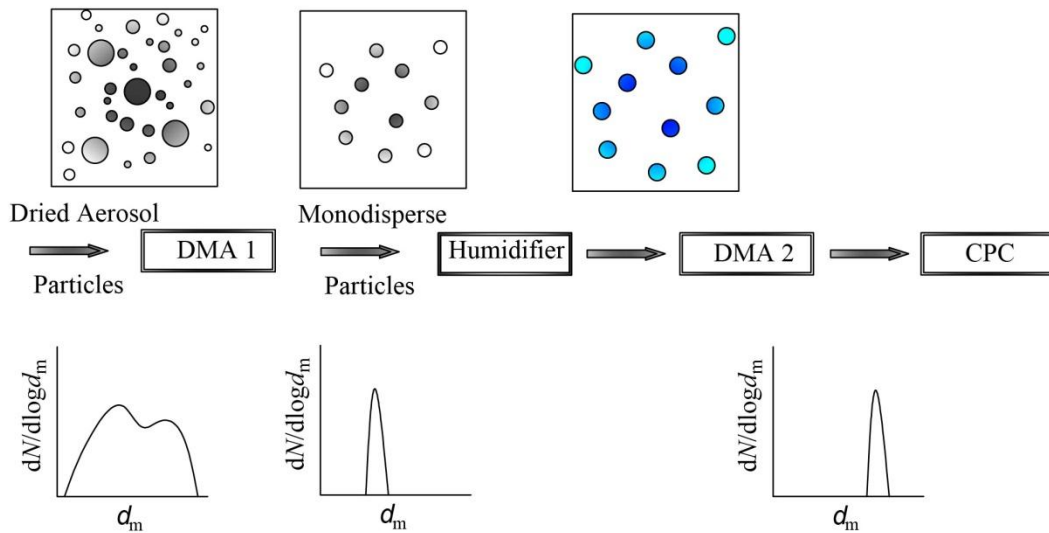 Dried Aerosol
Particles
DMA 1
Monodisperse
Particles
Humidifier
DMA 2
CPC
dN/dlogdm
dm
dN/dlogdm
dm
dN/dlogdm
dm